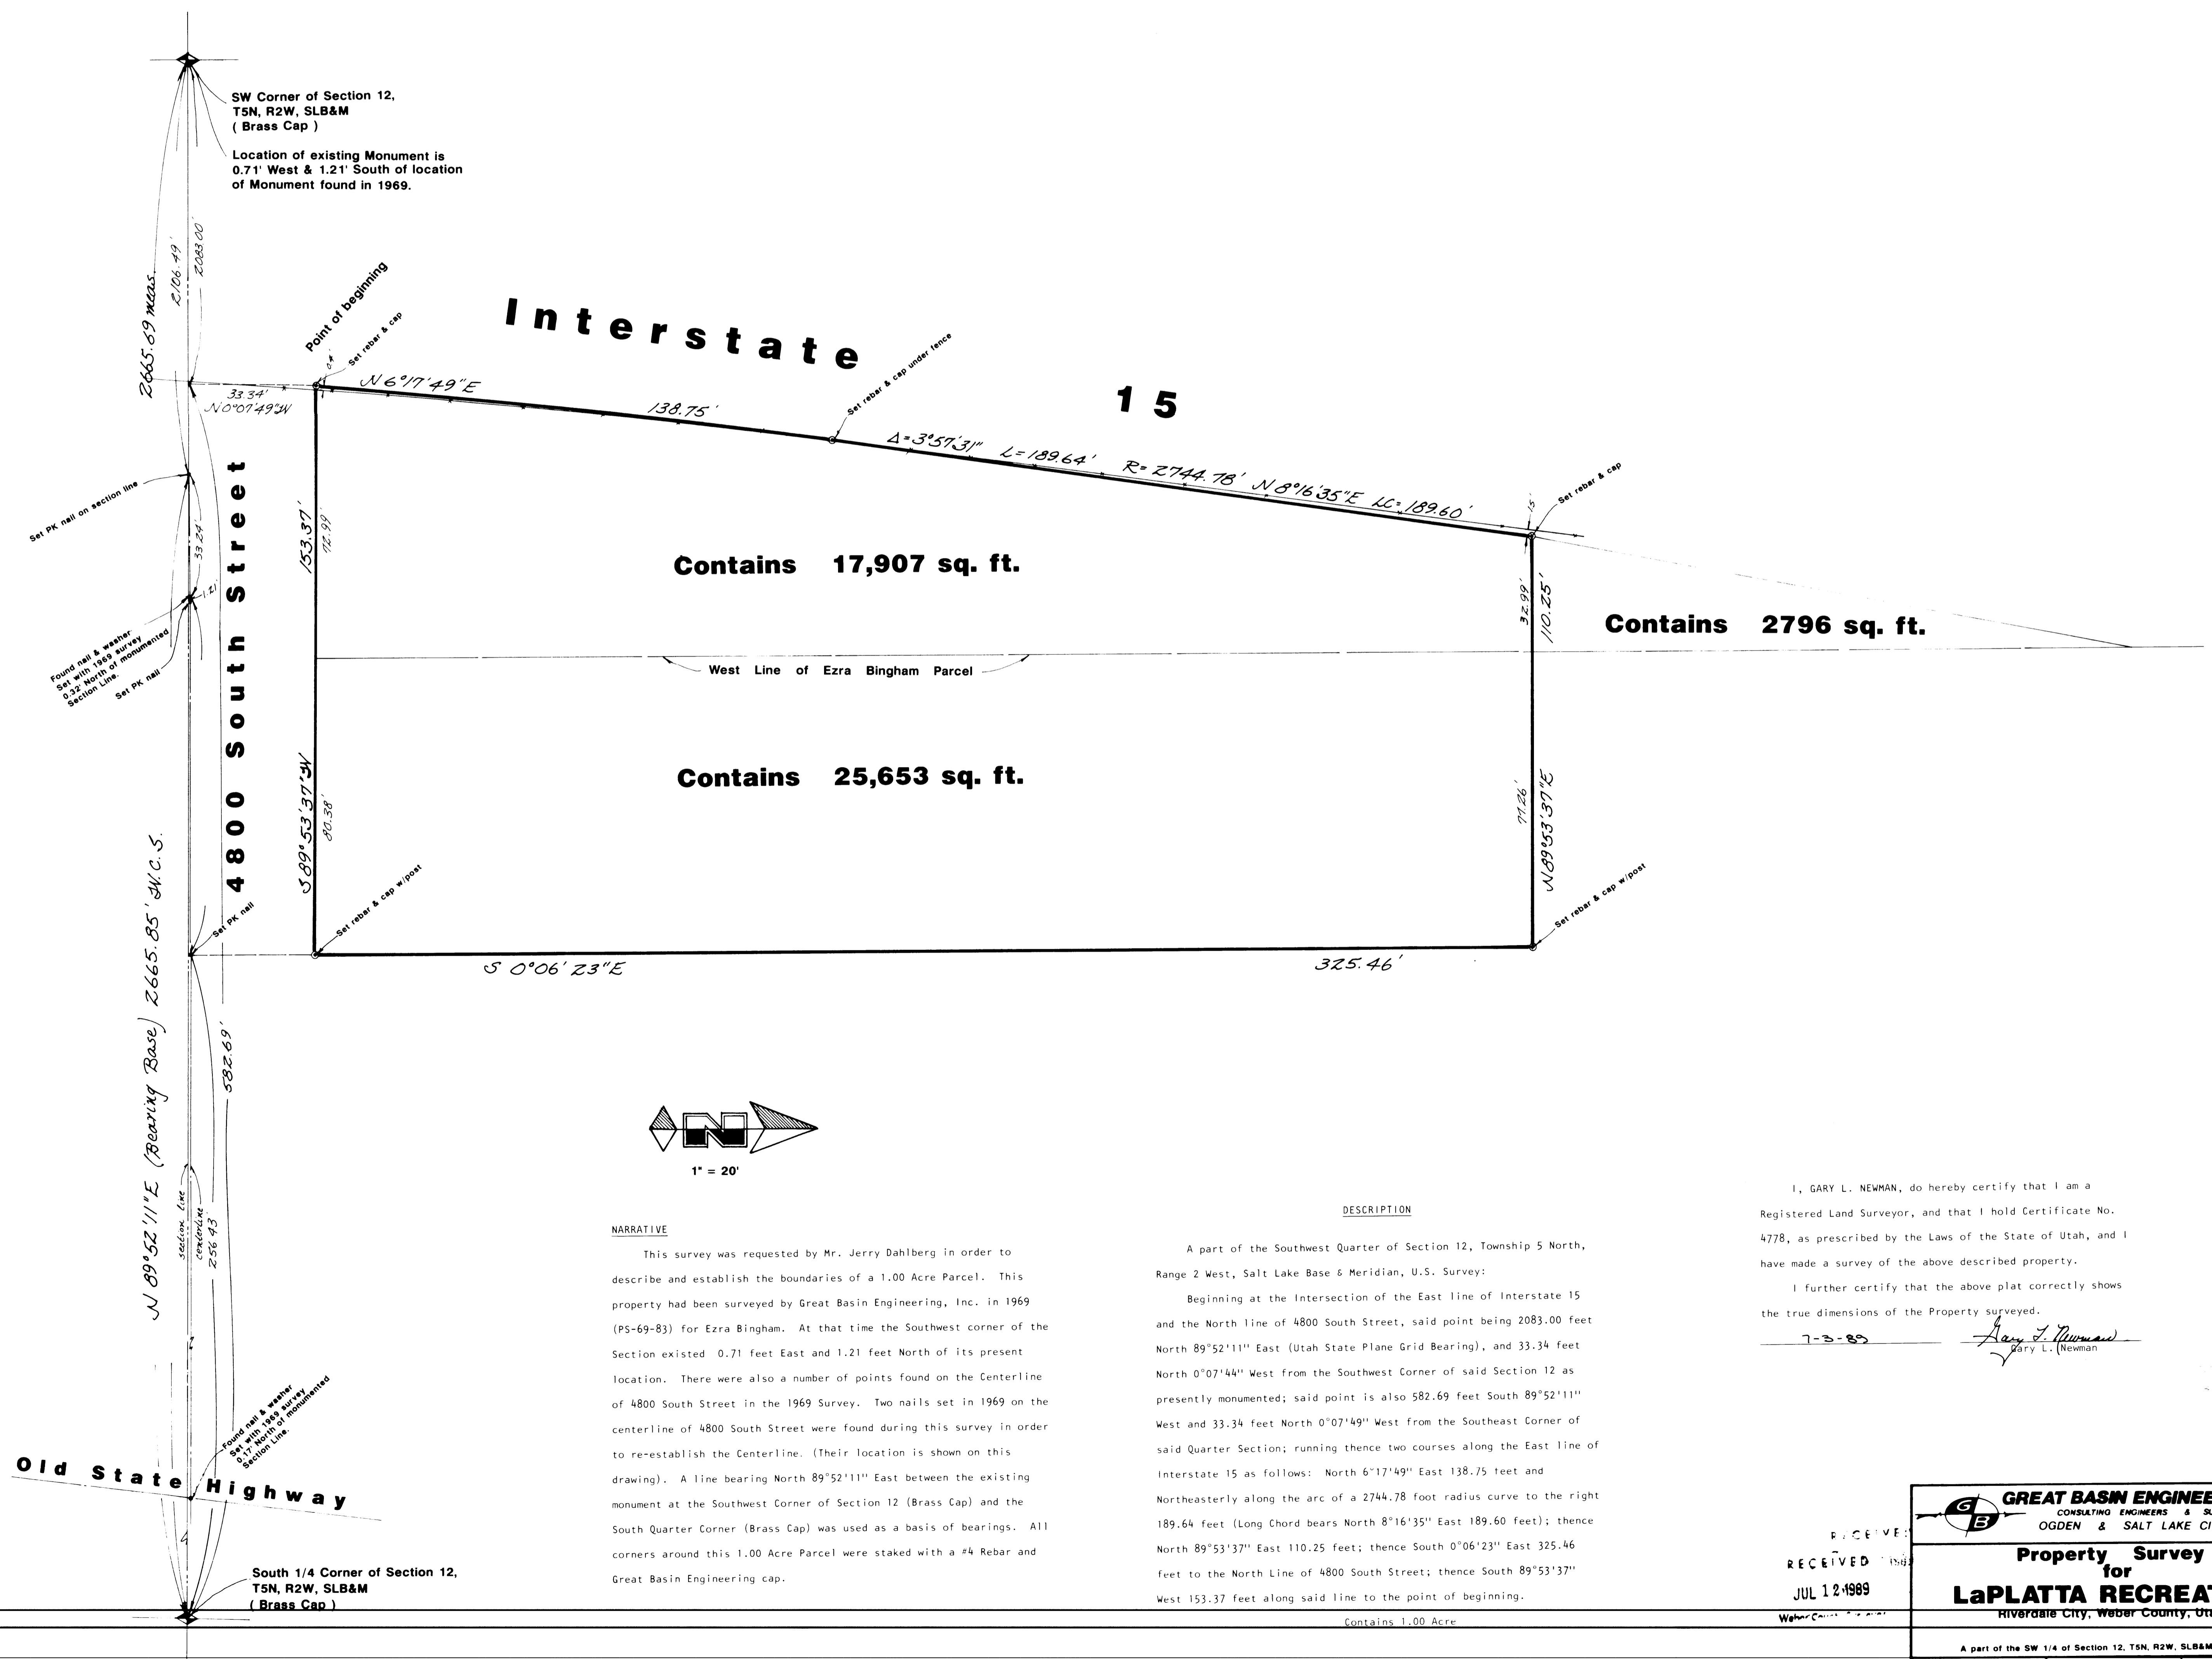 SW Corner of Section 12,
T5N, R2W, SLB&M
( Brass Cap )
Location of existing Monument is
0.71' West & 1.21' South of location
of Monument found in 1969.
2665.69 meas.
2106.49'
2083.00'
Point of beginning
Set rebar & cap
0.4'
Interstate 15
Set rebar & cap under fence
33.34'
N 0°07'49"W
N 6°17'49"E
138.75'
Δ=3°57'31" L=189.64' R=2744.78' N 8°16'35"E LC=189.60'
.15'
Set rebar & cap
Set PK nail on section line
33.24'
1.21'
Found nail & washer
Set with 1969 survey
0.32' North of monumented
Section Line.
Set PK nail
4800 South Street
153.37'
72.99'
Contains 17,907 sq. ft.
32.99'
110.25'
Contains 2796 sq. ft.
West Line of Ezra Bingham Parcel
Contains 25,653 sq. ft.
S 89°53'37"W
80.38'
77.26'
N 89°53'37"E
Set PK nail
Set rebar & cap w/post
Set rebar & cap w/post
S 0°06'23"E
325.46'
N 89°52'11"E (Bearing Base) 2665.85' W.C.S.
582.69'
section line
centerline
256.43'
N
1" = 20'
Found nail & washer
Set with 1969 survey
0.17' North of monumented
Section Line.
Old State Highway
South 1/4 Corner of Section 12,
T5N, R2W, SLB&M
( Brass Cap )
NARRATIVE
This survey was requested by Mr. Jerry Dahlberg in order to
describe and establish the boundaries of a 1.00 Acre Parcel. This
property had been surveyed by Great Basin Engineering, Inc. in 1969
(PS-69-83) for Ezra Bingham. At that time the Southwest corner of the
Section existed 0.71 feet East and 1.21 feet North of its present
location. There were also a number of points found on the Centerline
of 4800 South Street in the 1969 Survey. Two nails set in 1969 on the
centerline of 4800 South Street were found during this survey in order
to re-establish the Centerline. (Their location is shown on this
drawing). A line bearing North 89°52'11" East between the existing
monument at the Southwest Corner of Section 12 (Brass Cap) and the
South Quarter Corner (Brass Cap) was used as a basis of bearings. All
corners around this 1.00 Acre Parcel were staked with a #4 Rebar and
Great Basin Engineering cap.
DESCRIPTION
A part of the Southwest Quarter of Section 12, Township 5 North,
Range 2 West, Salt Lake Base & Meridian, U.S. Survey:
Beginning at the Intersection of the East line of Interstate 15
and the North line of 4800 South Street, said point being 2083.00 feet
North 89°52'11" East (Utah State Plane Grid Bearing), and 33.34 feet
North 0°07'44" West from the Southwest Corner of said Section 12 as
presently monumented; said point is also 582.69 feet South 89°52'11"
West and 33.34 feet North 0°07'49" West from the Southeast Corner of
said Quarter Section; running thence two courses along the East line of
Interstate 15 as follows: North 6°17'49" East 138.75 feet and
Northeasterly along the arc of a 2744.78 foot radius curve to the right
189.64 feet (Long Chord bears North 8°16'35" East 189.60 feet); thence
North 89°53'37" East 110.25 feet; thence South 0°06'23" East 325.46
feet to the North Line of 4800 South Street; thence South 89°53'37"
West 153.37 feet along said line to the point of beginning.
Contains 1.00 Acre
I, GARY L. NEWMAN, do hereby certify that I am a
Registered Land Surveyor, and that I hold Certificate No.
4778, as prescribed by the Laws of the State of Utah, and I
have made a survey of the above described property.
I further certify that the above plat correctly shows
the true dimensions of the Property surveyed.
7-3-89
Gary L. Newman
Gary L. Newman
RECEIVED
JUL 12 1989
GB
GREAT BASIN ENGINEE
CONSULTING ENGINEERS & SU
OGDEN & SALT LAKE CI
Property Survey
for
LaPLATTA RECREAT
Riverdale City, Weber County, Uta
A part of the SW 1/4 of Section 12, T5N, R2W, SLB&M